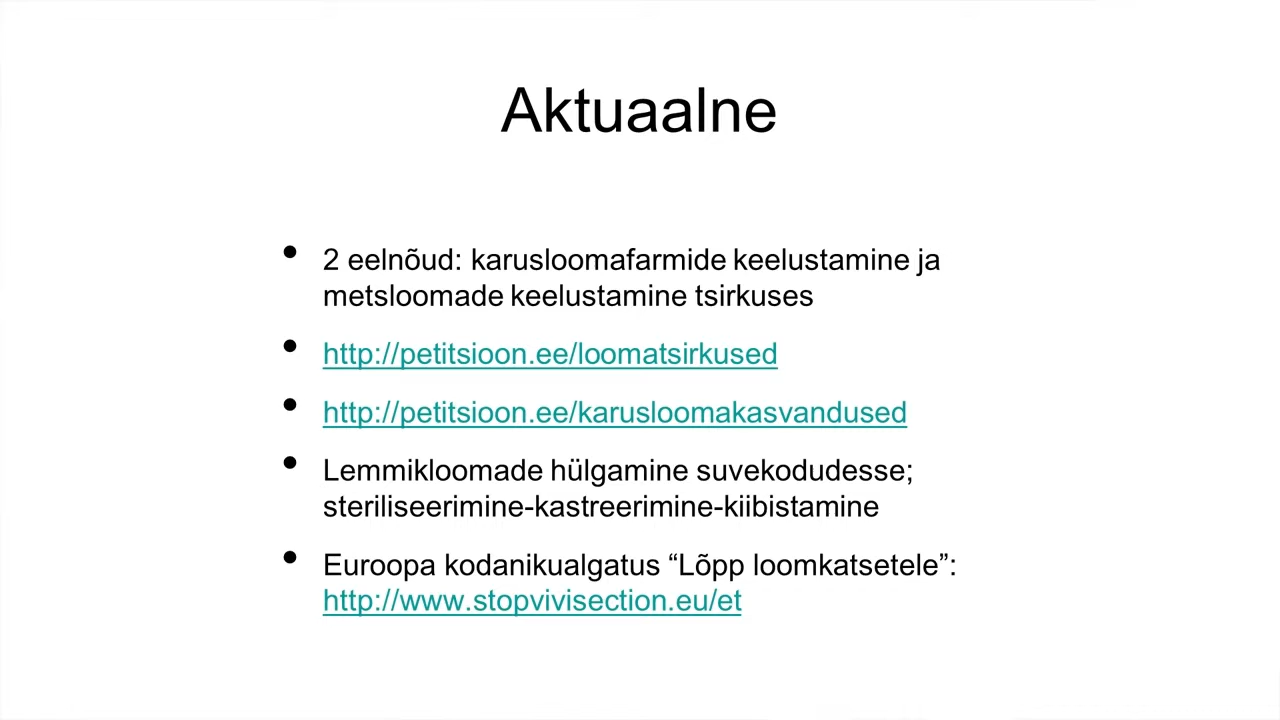 Aktuaalne
• 2 eelnõud: karusloomafarmide keelustamine ja
metsloomade keelustamine tsirkuses
• http://petitsioon.ee/loomatsirkused
• http://petitsioon.ee/karusloomakasvandused
• Lemmikloomade hülgamine suvekodudesse;
steriliseerimine-kastreerimine-kiibistamine
• Euroopa kodanikualgatus “Lõpp loomkatsetele”:
http://www.stopvivisection.eu/et